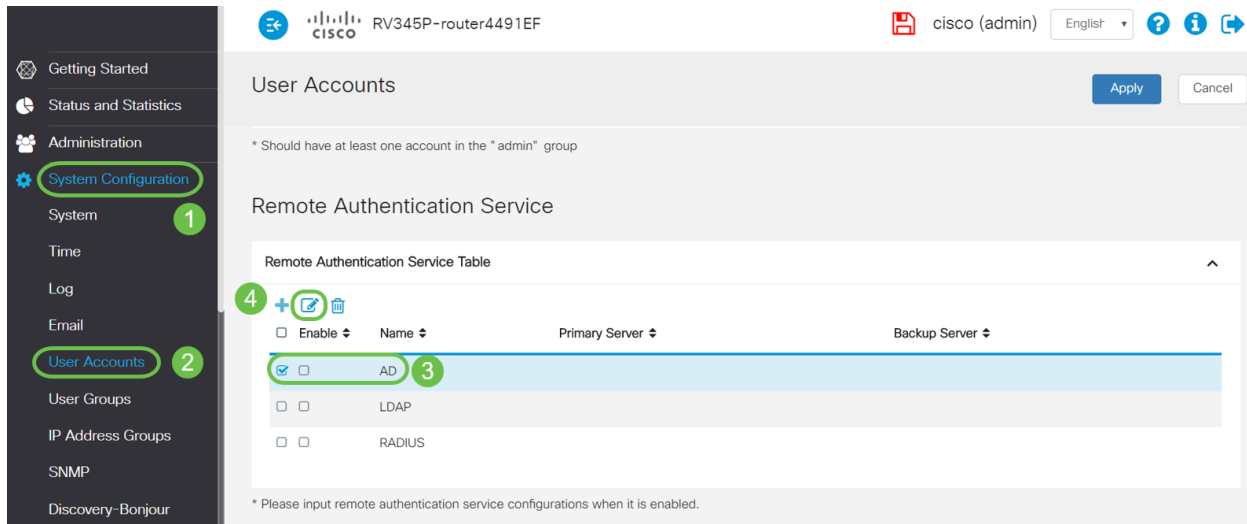 cisco RV345P-router4491EF
cisco (admin) English
Getting Started
Status and Statistics
Administration
System Configuration
1
System
Time
Log
Email
User Accounts
2
User Groups
IP Address Groups
SNMP
Discovery-Bonjour
User Accounts
Apply
Cancel
* Should have at least one account in the "admin" group
Remote Authentication Service
Remote Authentication Service Table
4
Enable Name Primary Server Backup Server
AD
3
LDAP
RADIUS
* Please input remote authentication service configurations when it is enabled.